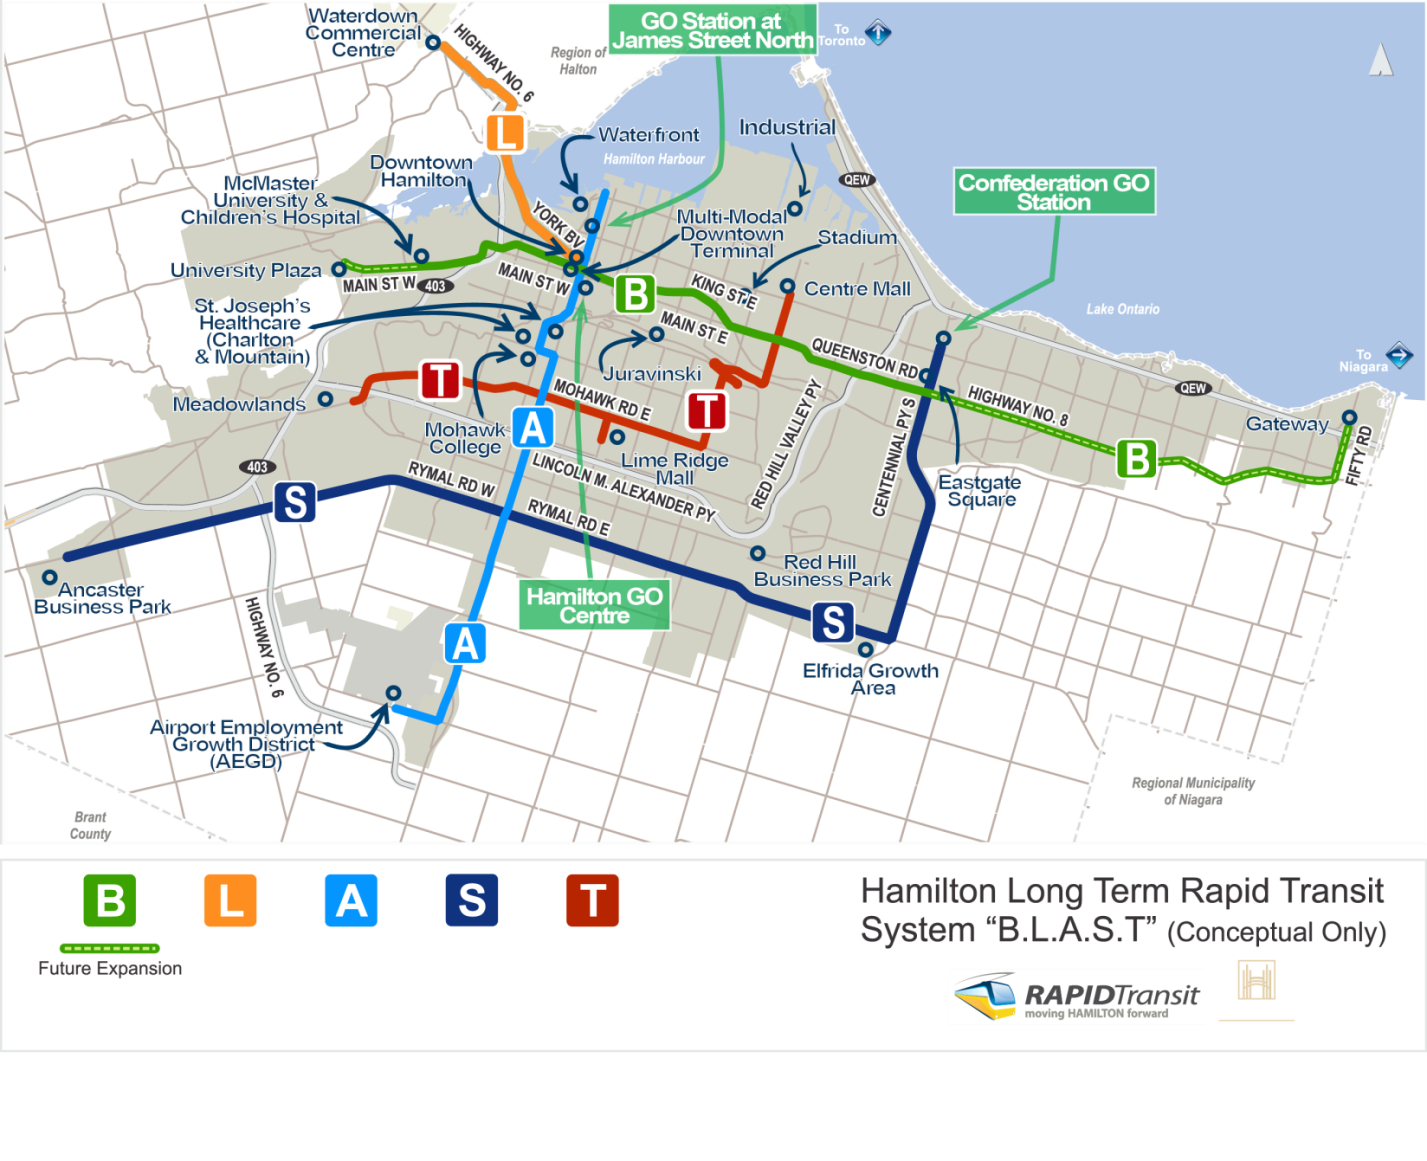 Waterdown
Commercial
Centre
HIGHWAY NO. 6
Region of
Halton
GO Station at
James Street North
To
Toronto
L
Waterfront
Hamilton Harbour
Industrial
QEW
Downtown
Hamilton
McMaster
University &
Children's Hospital
YORK BV
Multi-Modal
Downtown
Terminal
Stadium
Confederation GO
Station
University Plaza
MAIN ST W
403
MAIN ST W
B
KING ST E
Centre Mall
MAIN ST E
Lake Ontario
St. Joseph's
Healthcare
(Charlton
& Mountain)
Juravinski
QUEENSTON RD
To
Niagara
QEW
Meadowlands
T
MOHAWK RD E
T
A
Mohawk
College
RED HILL VALLEY PY
CENTENNIAL PY S
HIGHWAY NO. 8
Gateway
FIFTY RD
B
403
Lime Ridge
Mall
LINCOLN M. ALEXANDER PY
Eastgate
Square
S
RYMAL RD W
RYMAL RD E
Ancaster
Business Park
Red Hill
Business Park
Hamilton GO
Centre
HIGHWAY NO. 6
A
S
Elfrida Growth
Area
Airport Employment
Growth District
(AEGD)
Brant
County
Regional Municipality
of Niagara
B L A S T
Future Expansion
Hamilton Long Term Rapid Transit
System “B.L.A.S.T” (Conceptual Only)
RAPIDTransit
moving HAMILTON forward